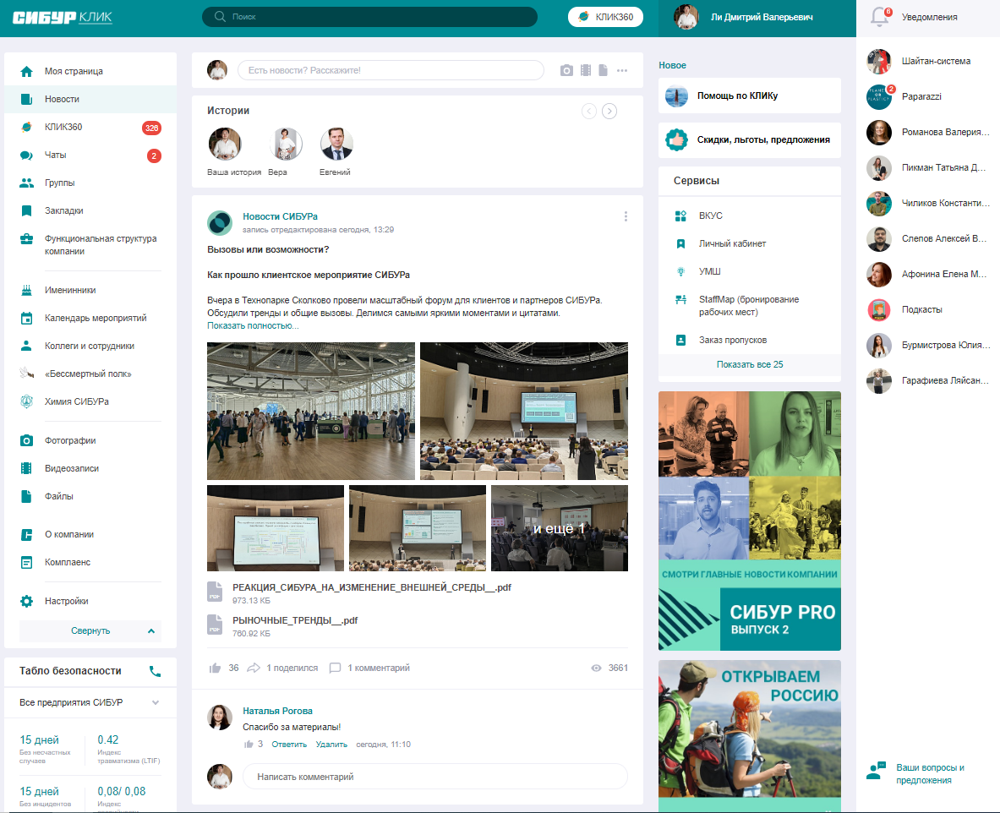 СИБУР КЛИК
Поиск
КЛИК360
Ли Дмитрий Валерьевич
6
Уведомления
Моя страница
Новости
КЛИК360
326
Чаты
2
Группы
Закладки
Функциональная структура
компании
Именинники
Календарь мероприятий
Коллеги и сотрудники
«Бессмертный полк»
Химия СИБУРа
Фотографии
Видеозаписи
Файлы
О компании
Комплаенс
Настройки
Свернуть
Табло безопасности
Все предприятия СИБУР
15 дней
Без несчастных
случаев
0.42
Индекс
травматизма (LTIF)
15 дней
Без инцидентов
0,08/ 0,08
Индекс
Есть новости? Расскажите!
Истории
Ваша история
Вера
Евгений
Новости СИБУРа
запись отредактирована сегодня, 13:29
Вызовы или возможности?
Как прошло клиентское мероприятие СИБУРа
Вчера в Технопарке Сколково провели масштабный форум для клиентов и партнеров СИБУРа.
Обсудили тренды и общие вызовы. Делимся самыми яркими моментами и цитатами.
Показать полностью...
и ещё 1
PDF
РЕАКЦИЯ_СИБУРА_НА_ИЗМЕНЕНИЕ_ВНЕШНЕЙ_СРЕДЫ__.pdf
973.13 КБ
PDF
РЫНОЧНЫЕ_ТРЕНДЫ__.pdf
760.92 КБ
36
1 поделился
1 комментарий
3661
Наталья Рогова
Спасибо за материалы!
3
Ответить
Удалить
сегодня, 11:10
Написать комментарий
Новое
Помощь по КЛИКу
Скидки, льготы, предложения
Сервисы
ВКУС
Личный кабинет
УМШ
StaffMap (бронирование
рабочих мест)
Заказ пропусков
Показать все 25
СМОТРИ ГЛАВНЫЕ НОВОСТИ КОМПАНИИ
СИБУР PRO
ВЫПУСК 2
ОТКРЫВАЕМ
РОССИЮ
Шайтан-система
PLANET
OR
PLASTIC?
2
Paparazzi
Романова Валерия...
Пикман Татьяна Д...
Чиликов Константи...
Слепов Алексей В...
Афонина Елена М...
Подкасты
Бурмистрова Юлия...
Гарафиева Ляйсан...
Ваши вопросы и
предложения